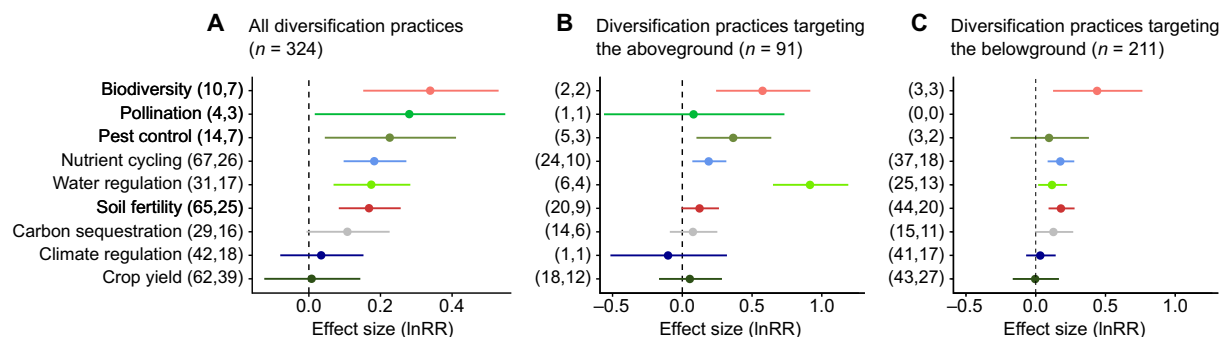 A All diversification practices
(n = 324)
Biodiversity (10,7)
Pollination (4,3)
Pest control (14,7)
Nutrient cycling (67,26)
Water regulation (31,17)
Soil fertility (65,25)
Carbon sequestration (29,16)
Climate regulation (42,18)
Crop yield (62,39)
0.0 0.2 0.4
Effect size (lnRR)
B Diversification practices targeting
the aboveground (n = 91)
(2,2)
(1,1)
(5,3)
(24,10)
(6,4)
(20,9)
(14,6)
(1,1)
(18,12)
–0.5 0.0 0.5 1.0
Effect size (lnRR)
C Diversification practices targeting
the belowground (n = 211)
(3,3)
(0,0)
(3,2)
(37,18)
(25,13)
(44,20)
(15,11)
(41,17)
(43,27)
–0.5 0.0 0.5 1.0
Effect size (lnRR)